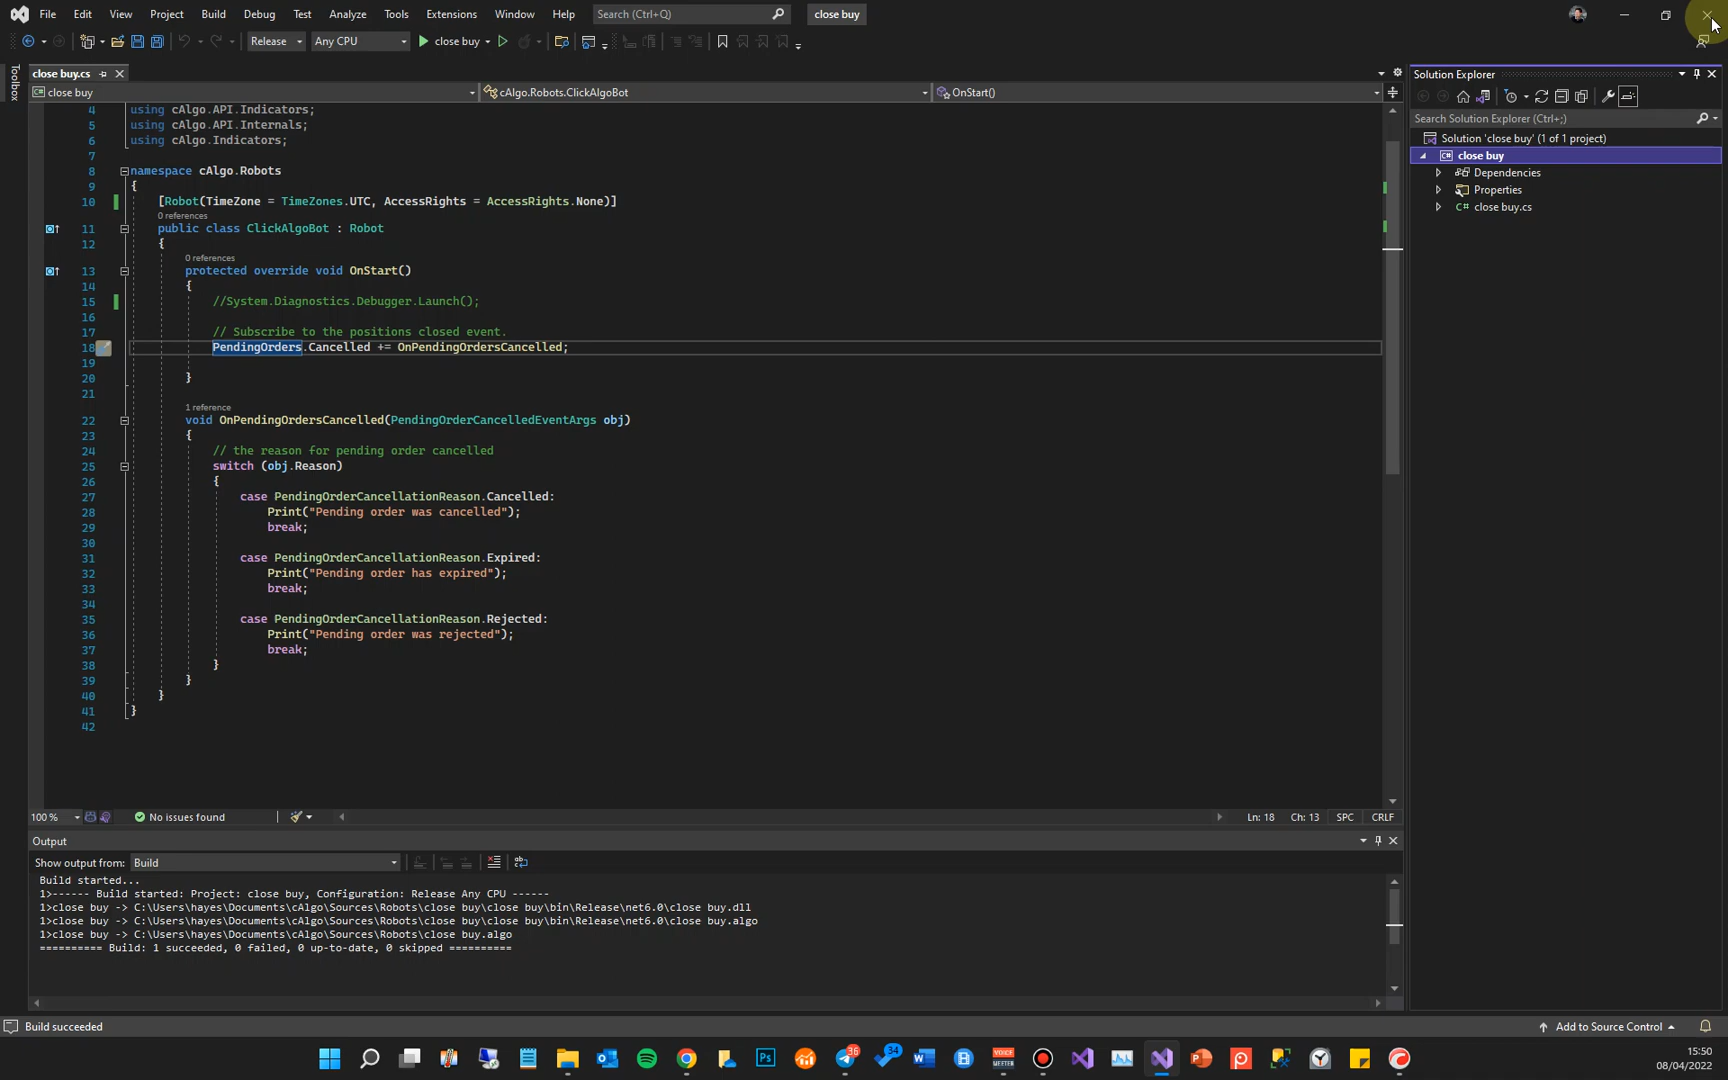 File Edit View Project Build Debug Test Analyze Tools Extensions Window Help Search (Ctrl+Q) close buy
Release Any CPU close buy
Toolbox
close buy.cs
close buy cAlgo.Robots.ClickAlgoBot OnStart()
4 using cAlgo.API.Indicators;
5 using cAlgo.API.Internals;
6 using cAlgo.Indicators;
7
8 namespace cAlgo.Robots
9 {
10 [Robot(TimeZone = TimeZones.UTC, AccessRights = AccessRights.None)]
0 references
11 public class ClickAlgoBot : Robot
12 {
0 references
13 protected override void OnStart()
14 {
15 //System.Diagnostics.Debugger.Launch();
16
17 // Subscribe to the positions closed event.
18 PendingOrders.Cancelled += OnPendingOrdersCancelled;
19
20 }
21
1 reference
22 void OnPendingOrdersCancelled(PendingOrderCancelledEventArgs obj)
23 {
24 // the reason for pending order cancelled
25 switch (obj.Reason)
26 {
27 case PendingOrderCancellationReason.Cancelled:
28 Print("Pending order was cancelled");
29 break;
30
31 case PendingOrderCancellationReason.Expired:
32 Print("Pending order has expired");
33 break;
34
35 case PendingOrderCancellationReason.Rejected:
36 Print("Pending order was rejected");
37 break;
38 }
39 }
40 }
41 }
42
100 % No issues found Ln: 18 Ch: 13 SPC CRLF
Solution Explorer
Search Solution Explorer (Ctrl+;)
Solution 'close buy' (1 of 1 project)
close buy
Dependencies
Properties
C# close buy.cs
Output
Show output from: Build
Build started...
1>------ Build started: Project: close buy, Configuration: Release Any CPU ------
1>close buy -> C:\Users\hayes\Documents\cAlgo\Sources\Robots\close buy\close buy\bin\Release\net6.0\close buy.dll
1>close buy -> C:\Users\hayes\Documents\cAlgo\Sources\Robots\close buy\close buy\bin\Release\net6.0\close buy.algo
1>close buy -> C:\Users\hayes\Documents\cAlgo\Sources\Robots\close buy.algo
========== Build: 1 succeeded, 0 failed, 0 up-to-date, 0 skipped ==========
Build succeeded Add to Source Control
36 34 15:50
08/04/2022